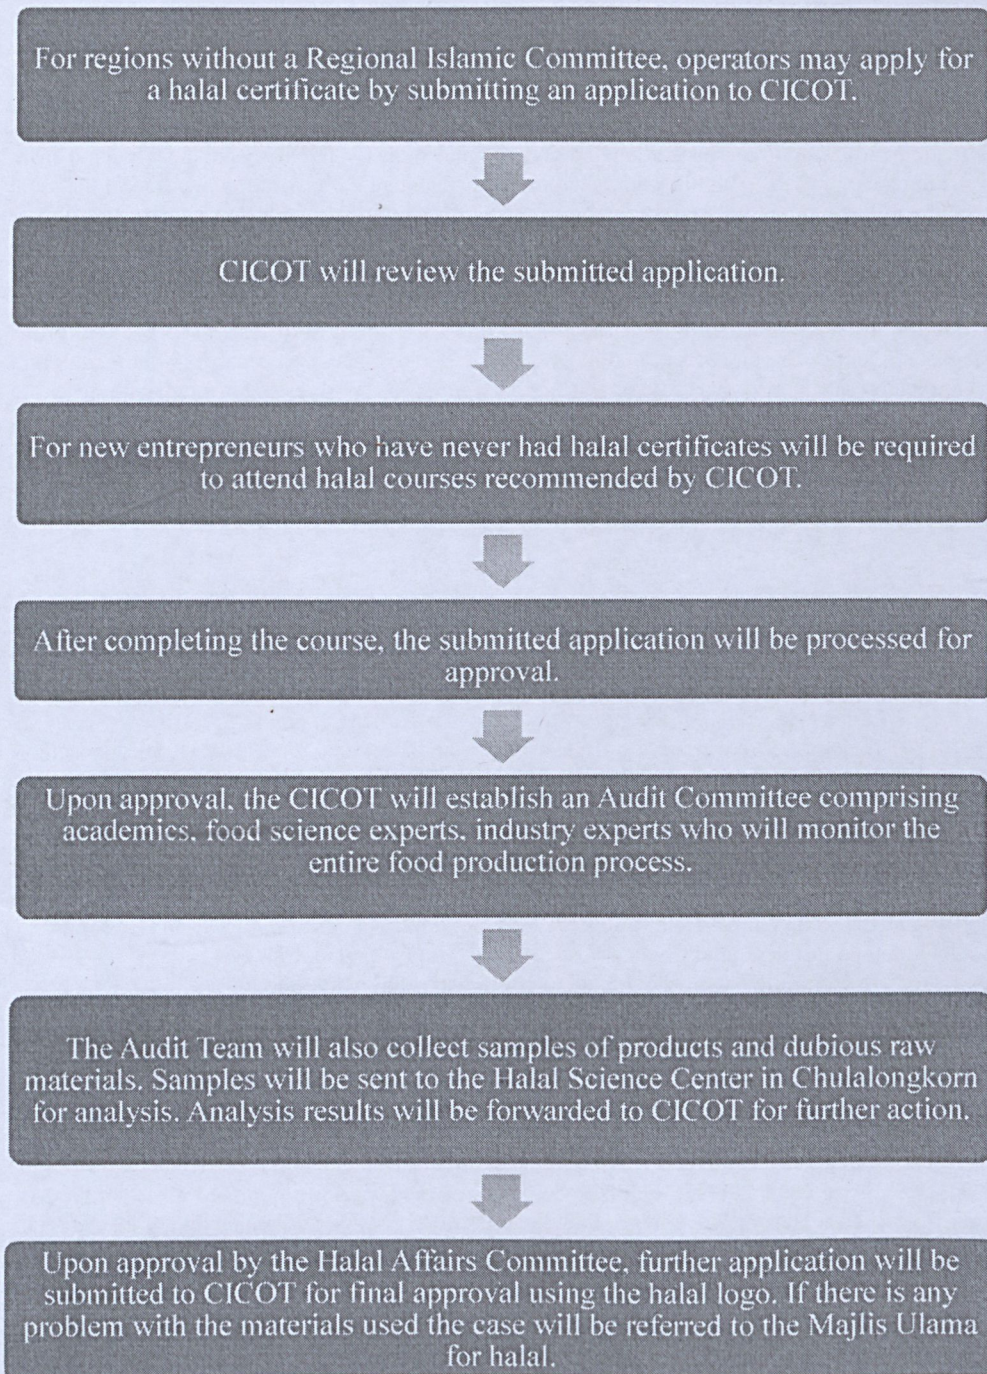 For regions without a Regional Islamic Committee, operators may apply for
a halal certificate by submitting an application to CICOT.
CICOT will review the submitted application.
For new entrepreneurs who have never had halal certificates will be required
to attend halal courses recommended by CICOT.
After completing the course, the submitted application will be processed for
approval.
Upon approval, the CICOT will establish an Audit Committee comprising
academics, food science experts, industry experts who will monitor the
entire food production process.
The Audit Team will also collect samples of products and dubious raw
materials. Samples will be sent to the Halal Science Center in Chulalongkorn
for analysis. Analysis results will be forwarded to CICOT for further action.
Upon approval by the Halal Affairs Committee, further application will be
submitted to CICOT for final approval using the halal logo. If there is any
problem with the materials used the case will be referred to the Majlis Ulama
for halal.